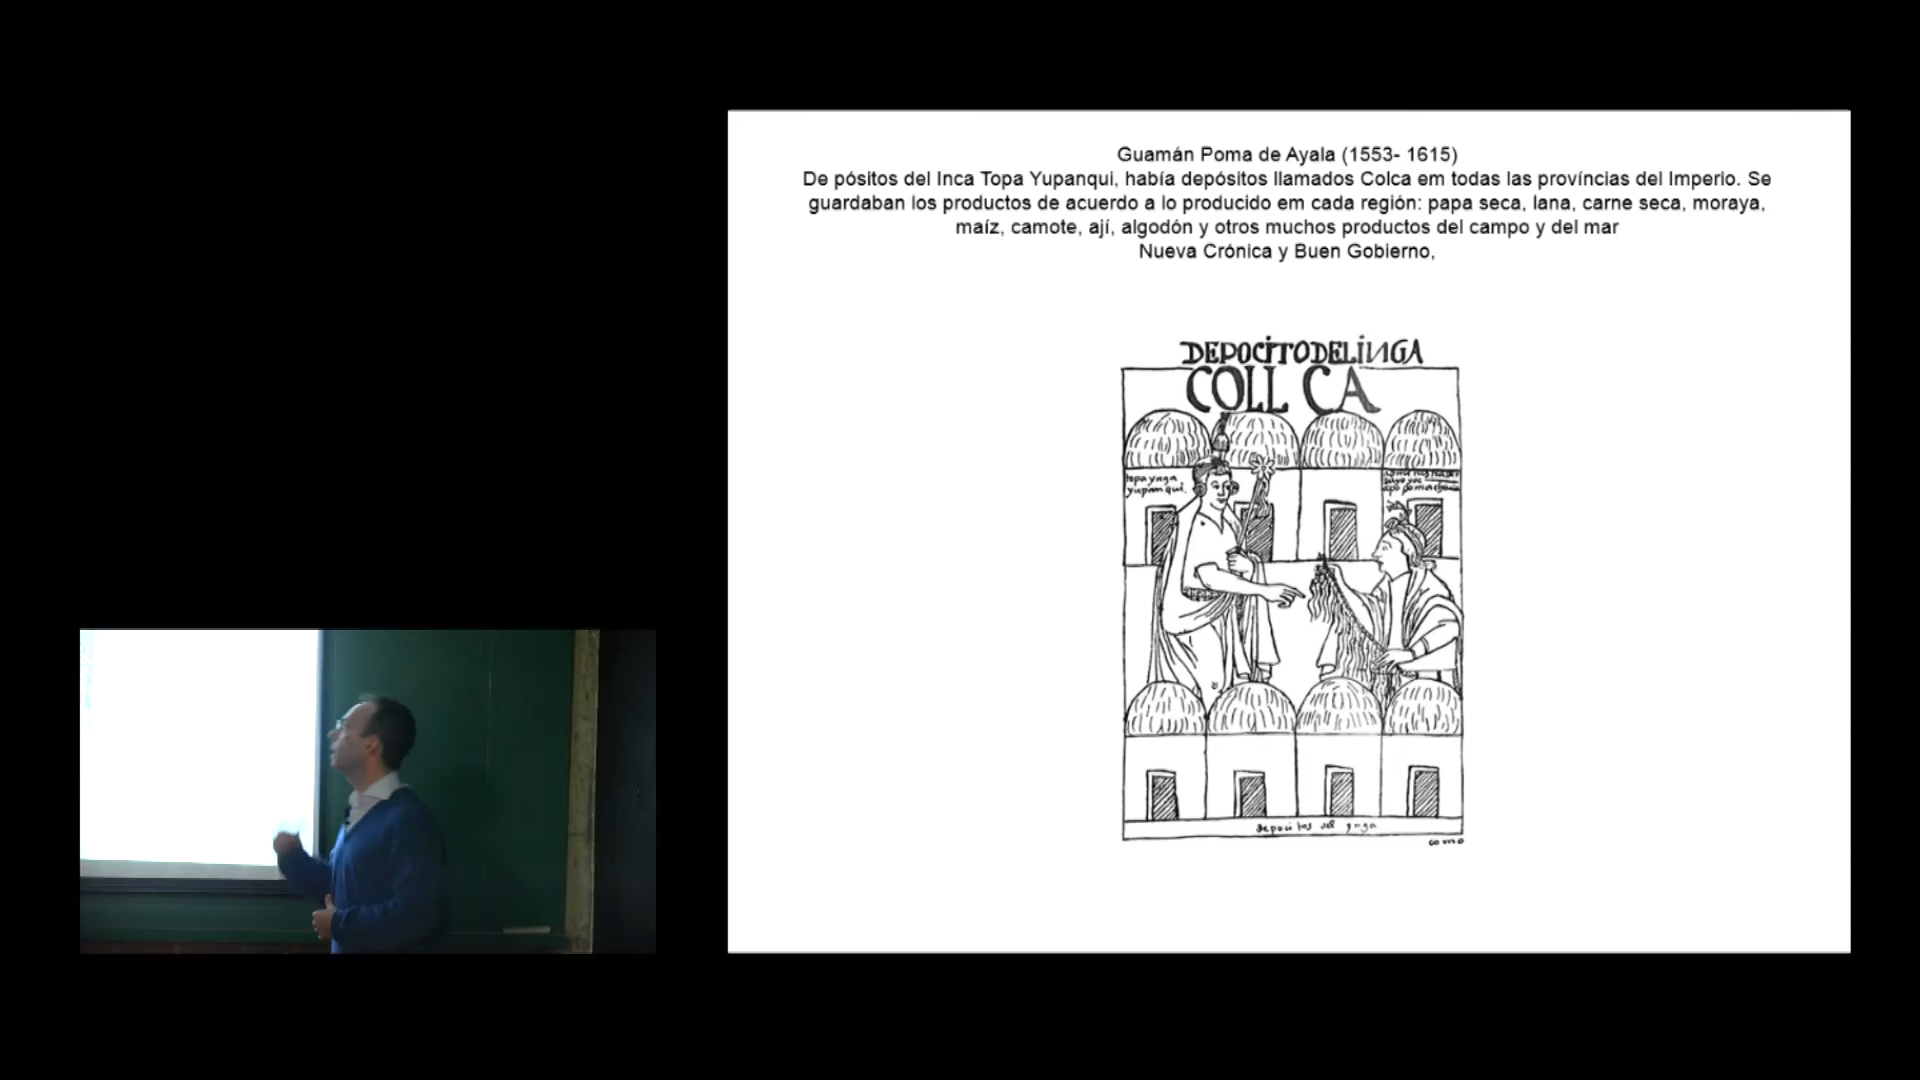 Guamán Poma de Ayala (1553- 1615)
De pósitos del Inca Topa Yupanqui, había depósitos llamados Colca em todas las províncias del Imperio. Se
guardaban los productos de acuerdo a lo producido em cada región: papa seca, lana, carne seca, moraya,
maíz, camote, ají, algodón y otros muchos productos del campo y del mar
Nueva Crónica y Buen Gobierno,
DEPOCITODELINGA
COLL CA
topa ynga
yupanqui
depocitos del ynga
como